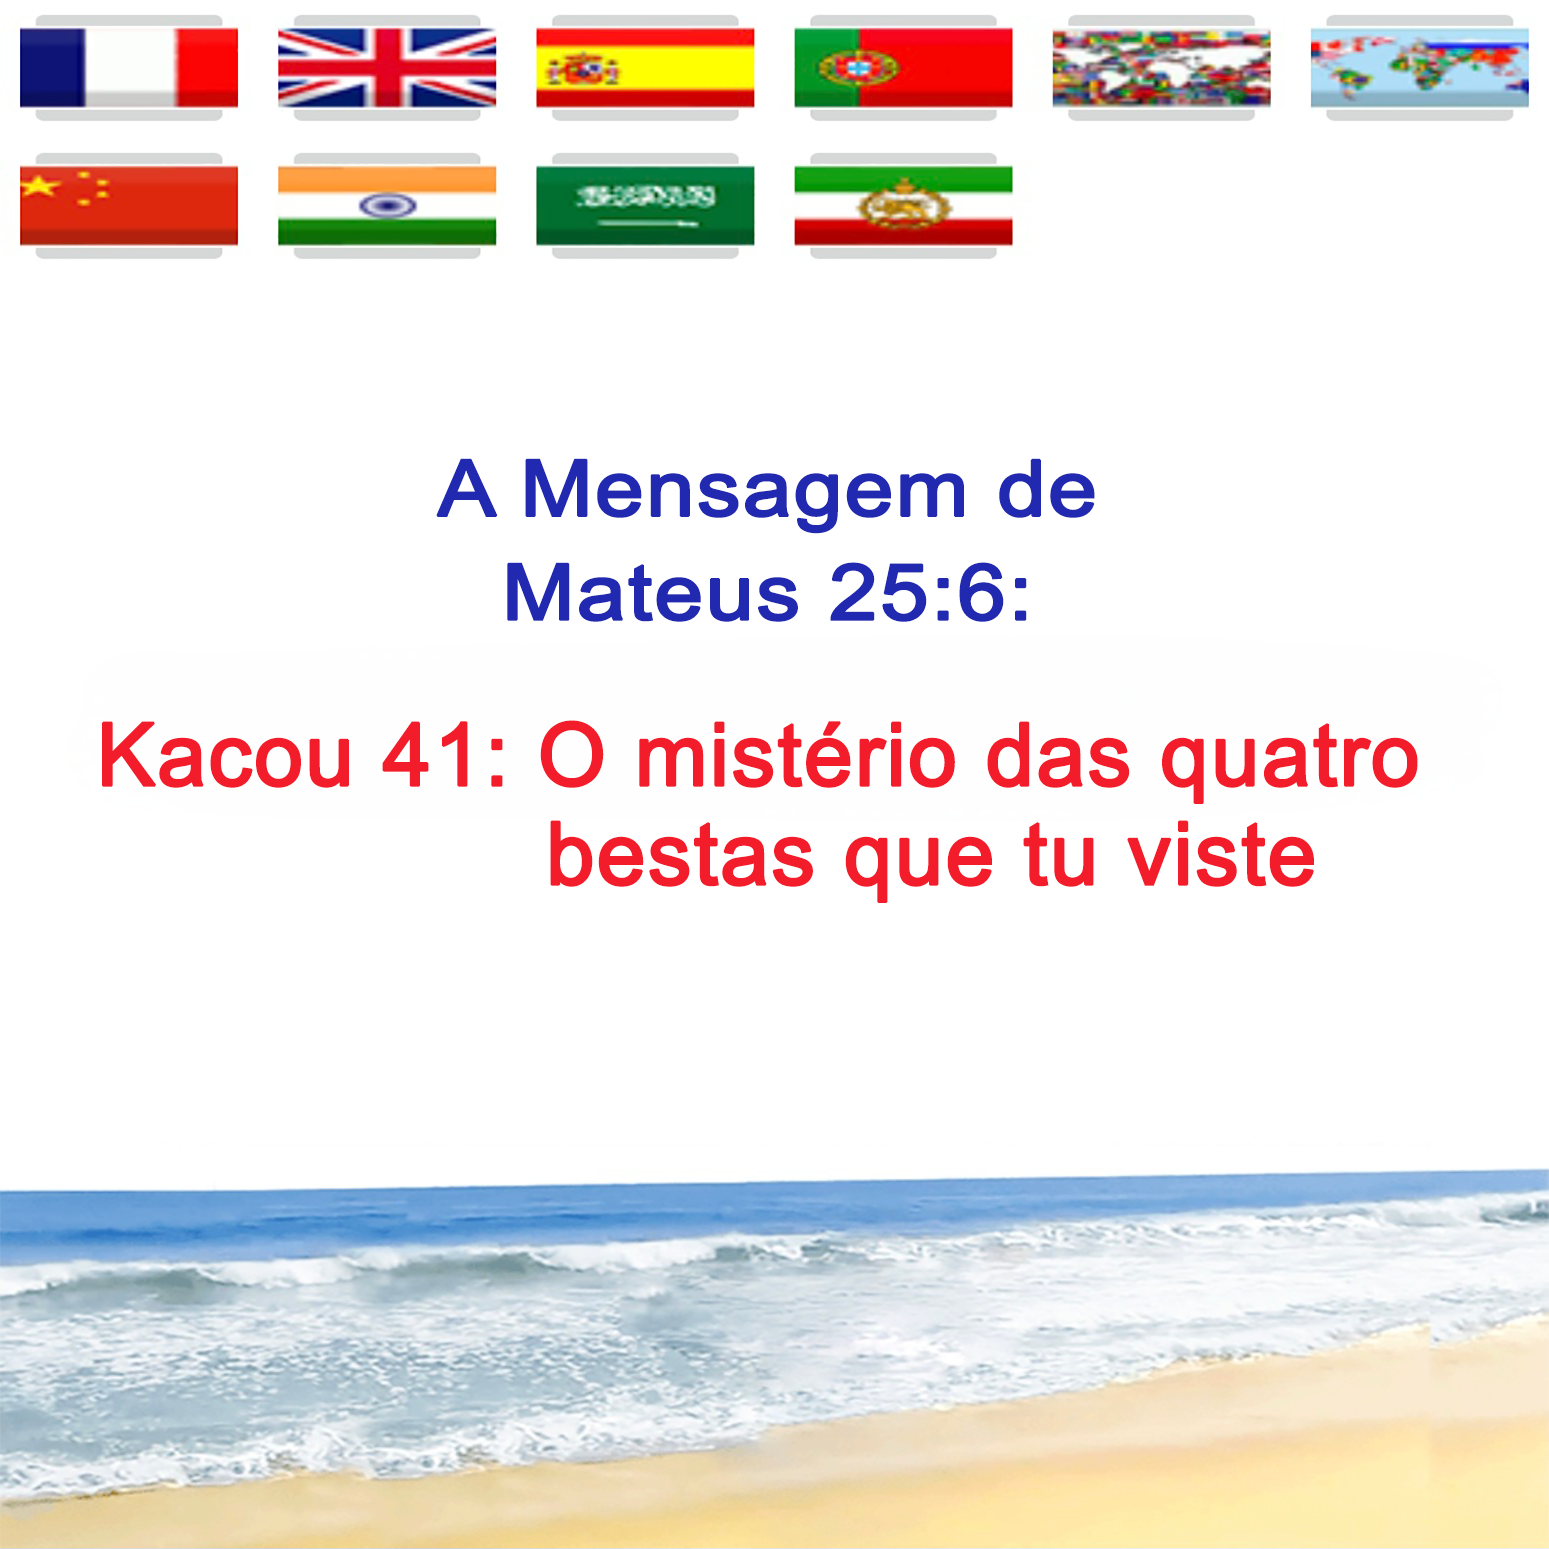 A Mensagem de
Mateus 25:6:
Kacou 41: O mistério das quatro
bestas que tu viste